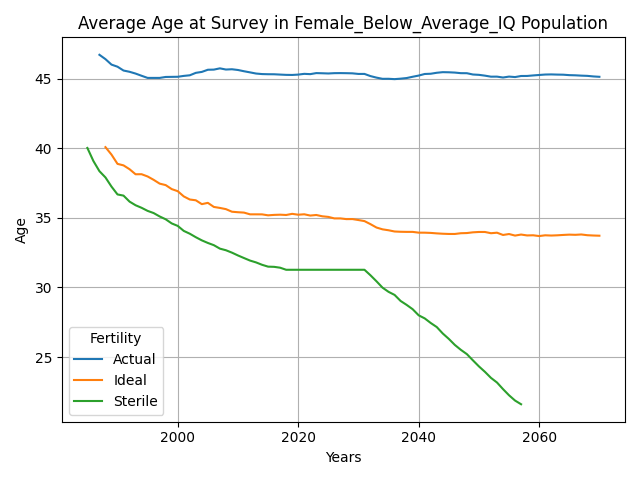 Average Age at Survey in Female_Below_Average_IQ Population
Age
45
40
35
30
25
Fertility
Actual
Ideal
Sterile
2000 2020 2040 2060
Years